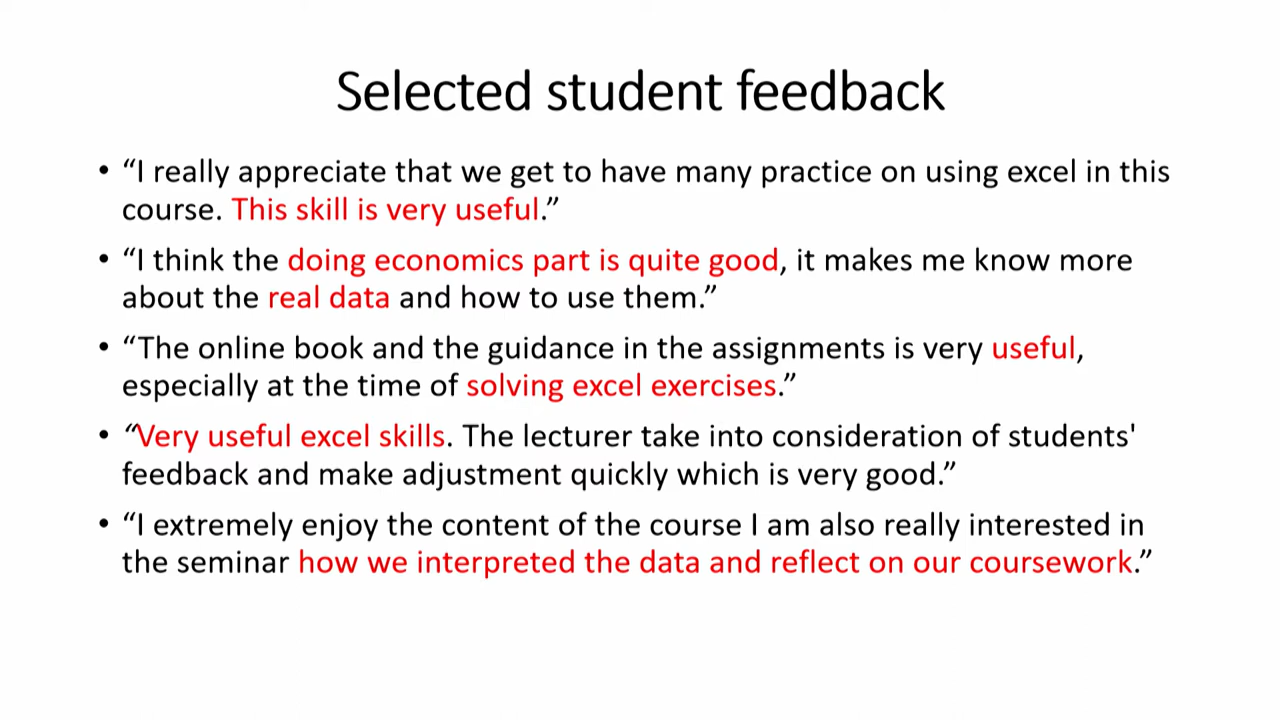 Selected student feedback
• “I really appreciate that we get to have many practice on using excel in this
course. This skill is very useful.”
• “I think the doing economics part is quite good, it makes me know more
about the real data and how to use them.”
• “The online book and the guidance in the assignments is very useful,
especially at the time of solving excel exercises.”
• “Very useful excel skills. The lecturer take into consideration of students'
feedback and make adjustment quickly which is very good.”
• “I extremely enjoy the content of the course I am also really interested in
the seminar how we interpreted the data and reflect on our coursework.”